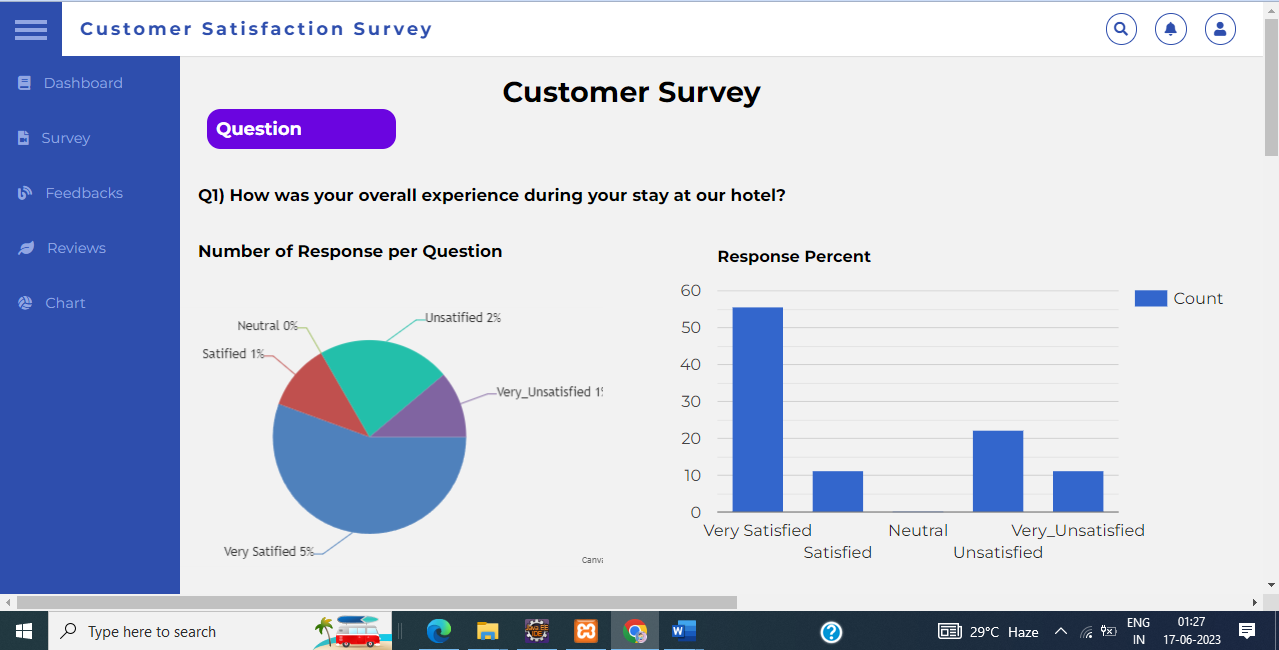 Customer Satisfaction Survey
Dashboard
Survey
Feedbacks
Reviews
Chart
Customer Survey
Question
Q1) How was your overall experience during your stay at our hotel?
Number of Response per Question
Neutral 0%
Unsatified 2%
Satified 1%
Very_Unsatisfied 1
Very Satified 5%
Canva
Response Percent
60
50
40
30
20
10
0
Very Satisfied
Neutral
Very_Unsatisfied
Satisfied
Unsatisfied
Count
Type here to search
29°C Haze
ENG
IN
01:27
17-06-2023